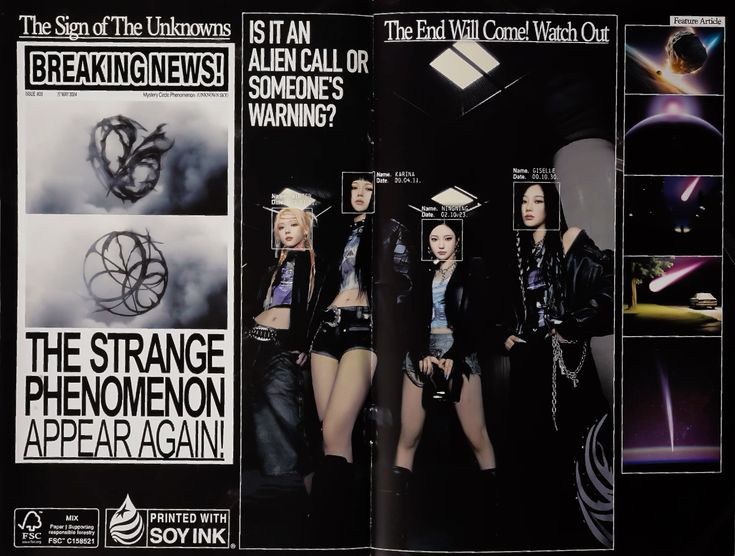 The Sign of The Unknowns
BREAKING NEWS!
ISSUE #03
27 MAY 2024
Mystery Circle Phenomenon
THE STRANGE
PHENOMENON
APPEAR AGAIN!
FSC
MIX
Paper | Supporting
responsible forestry
FSC™ C158521
PRINTED WITH
SOY INK®
IS IT AN
ALIEN CALL OR
SOMEONE'S
WARNING?
The End Will Come! Watch Out
Name. KARINA
Date. 00.04.11.
Name. NINGNING
Date. 02.10.23.
Name. GISELLE
Date. 00.10.30.
Feature Article